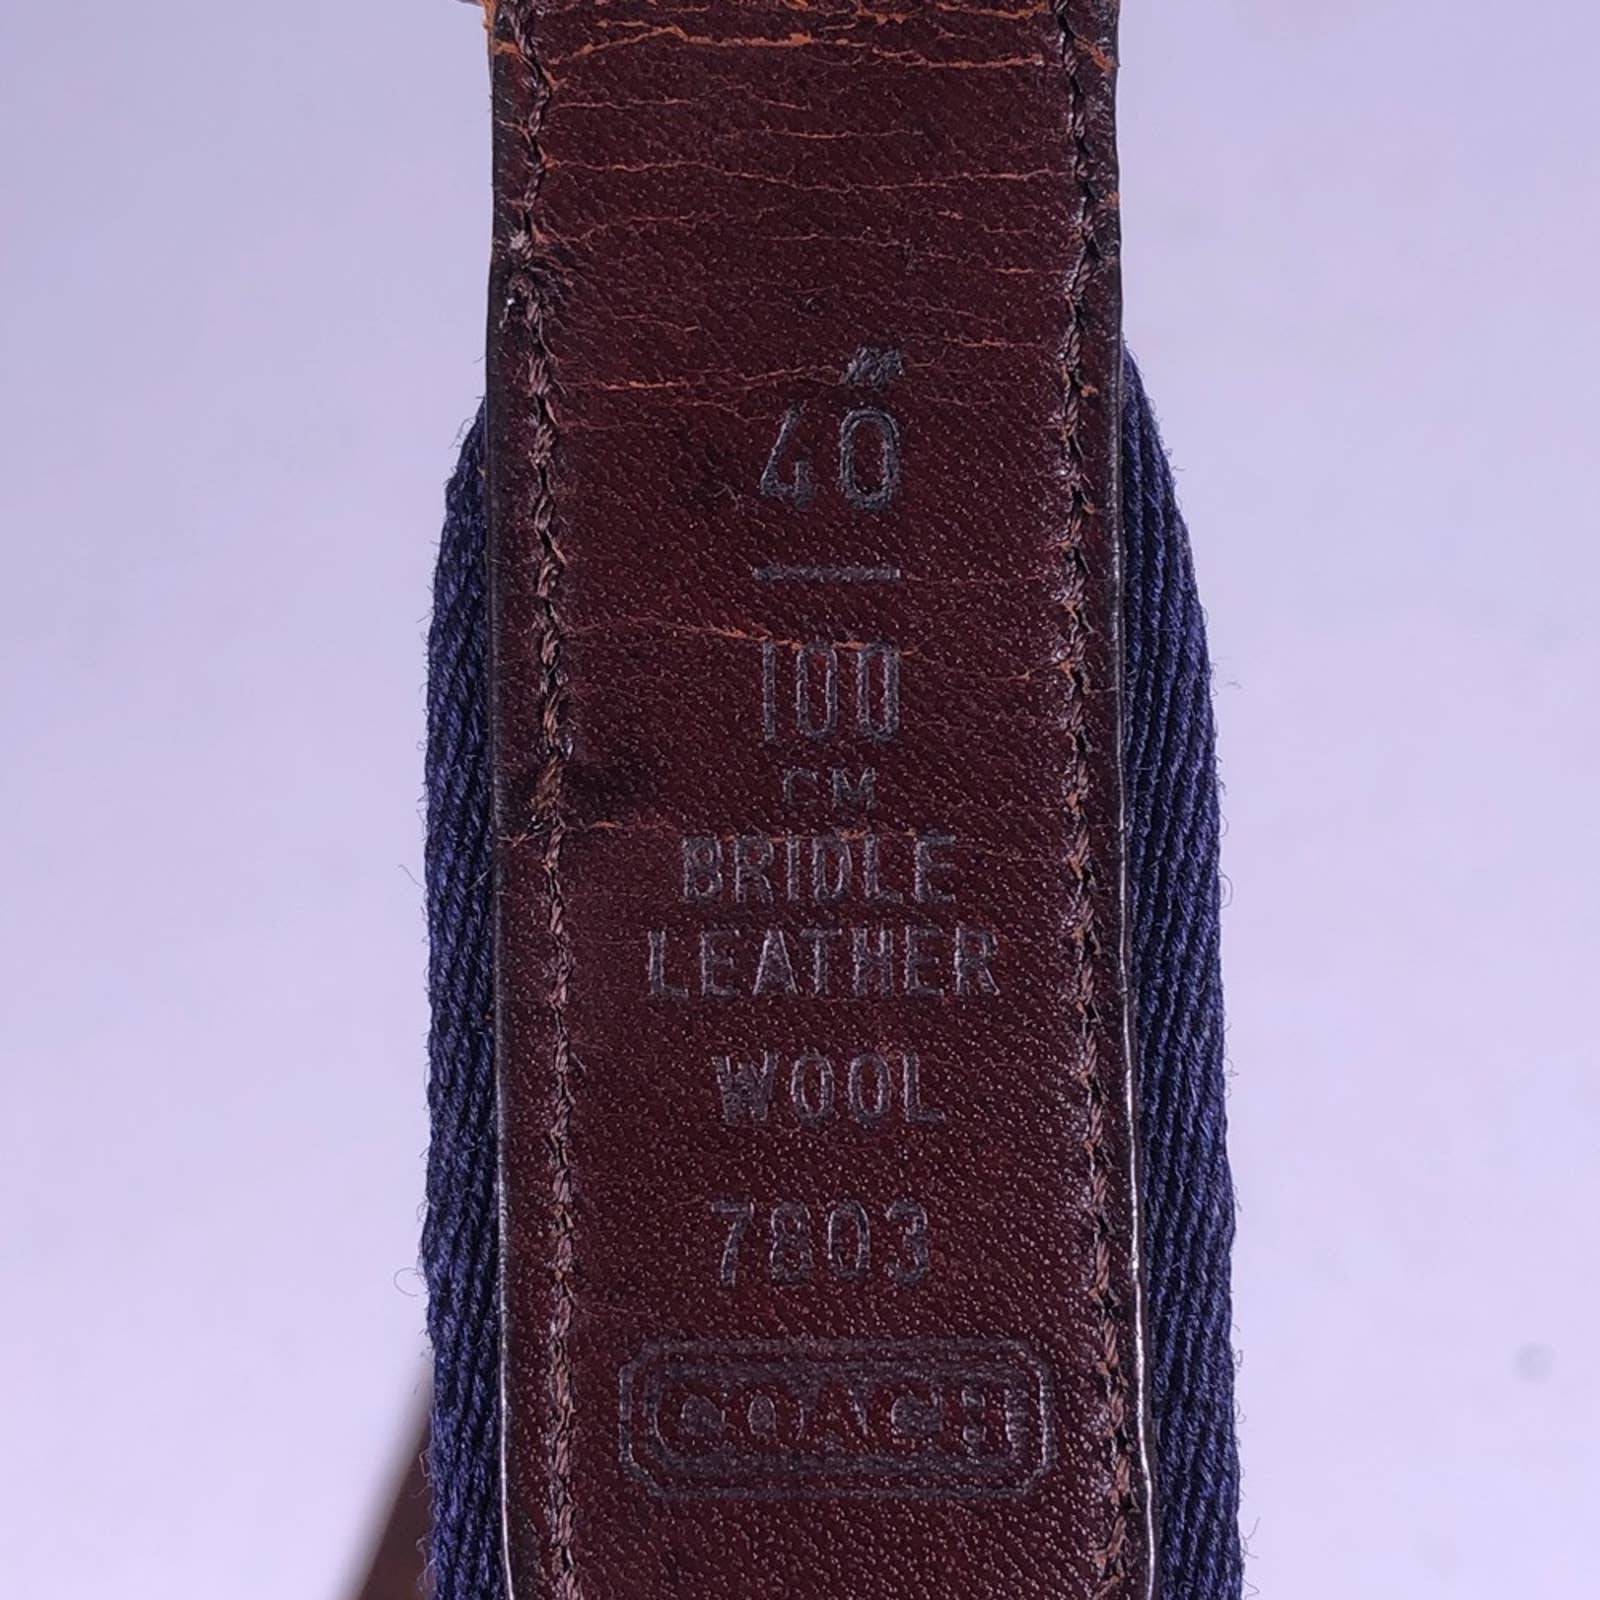 40"
100
CM
BRIDLE
LEATHER
WOOL
7803
COACH